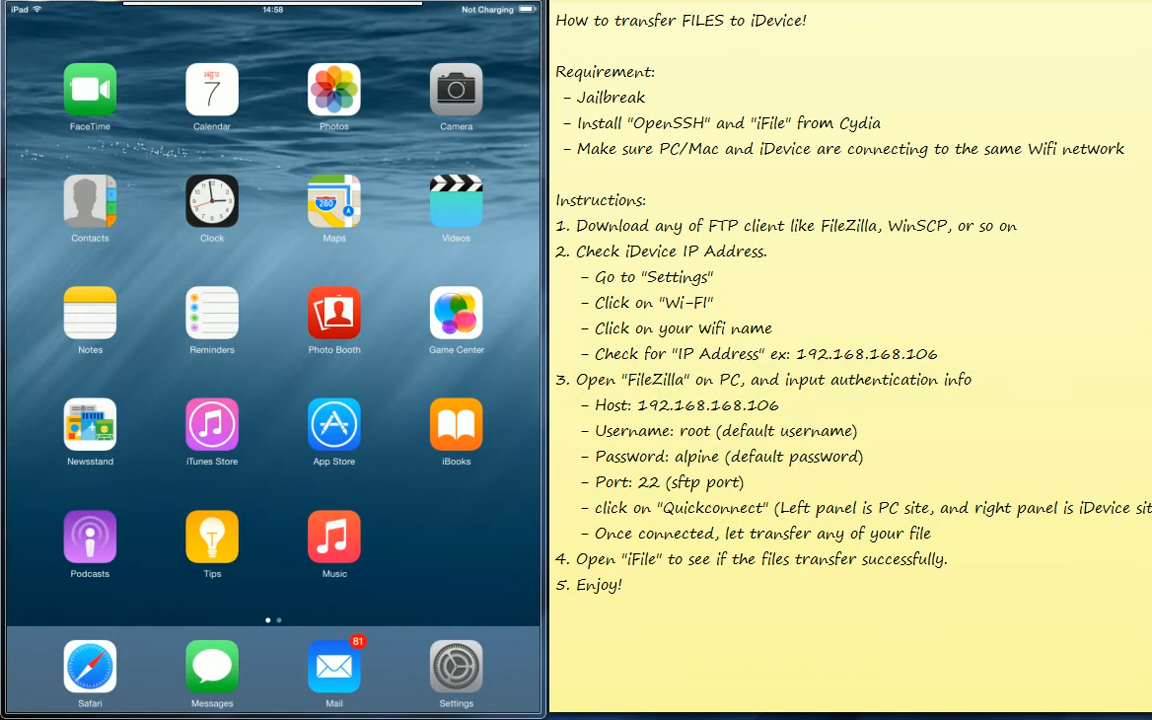 iPad
14:58
Not Charging
FaceTime
7
Calendar
Photos
Camera
Contacts
Clock
280
Maps
Videos
Notes
Reminders
Photo Booth
Game Center
Newsstand
iTunes Store
App Store
iBooks
Podcasts
Tips
Music
Safari
Messages
81
Mail
Settings
How to transfer FILES to iDevice!
Requirement:
- Jailbreak
- Install "OpenSSH" and "iFile" from Cydia
- Make sure PC/Mac and iDevice are connecting to the same Wifi network
Instructions:
1. Download any of FTP client like FileZilla, WinSCP, or so on
2. Check iDevice IP Address.
- Go to "Settings"
- Click on "Wi-FI"
- Click on your wifi name
- Check for "IP Address" ex: 192.168.168.106
3. Open "FileZilla" on PC, and input authentication info
- Host: 192.168.168.106
- Username: root (default username)
- Password: alpine (default password)
- Port: 22 (sftp port)
- click on "Quickconnect" (Left panel is PC site, and right panel is iDevice sit
- Once connected, let transfer any of your file
4. Open "iFile" to see if the files transfer successfully.
5. Enjoy!